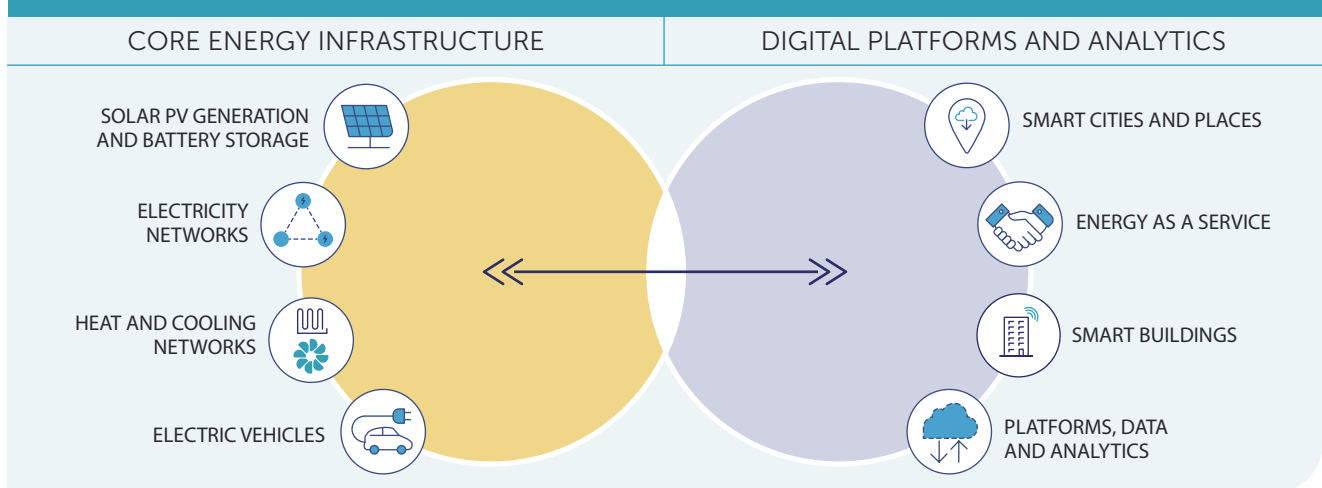 CORE ENERGY INFRASTRUCTURE
DIGITAL PLATFORMS AND ANALYTICS
SOLAR PV GENERATION
AND BATTERY STORAGE
ELECTRICITY
NETWORKS
HEAT AND COOLING
NETWORKS
ELECTRIC VEHICLES
SMART CITIES AND PLACES
ENERGY AS A SERVICE
SMART BUILDINGS
PLATFORMS, DATA
AND ANALYTICS